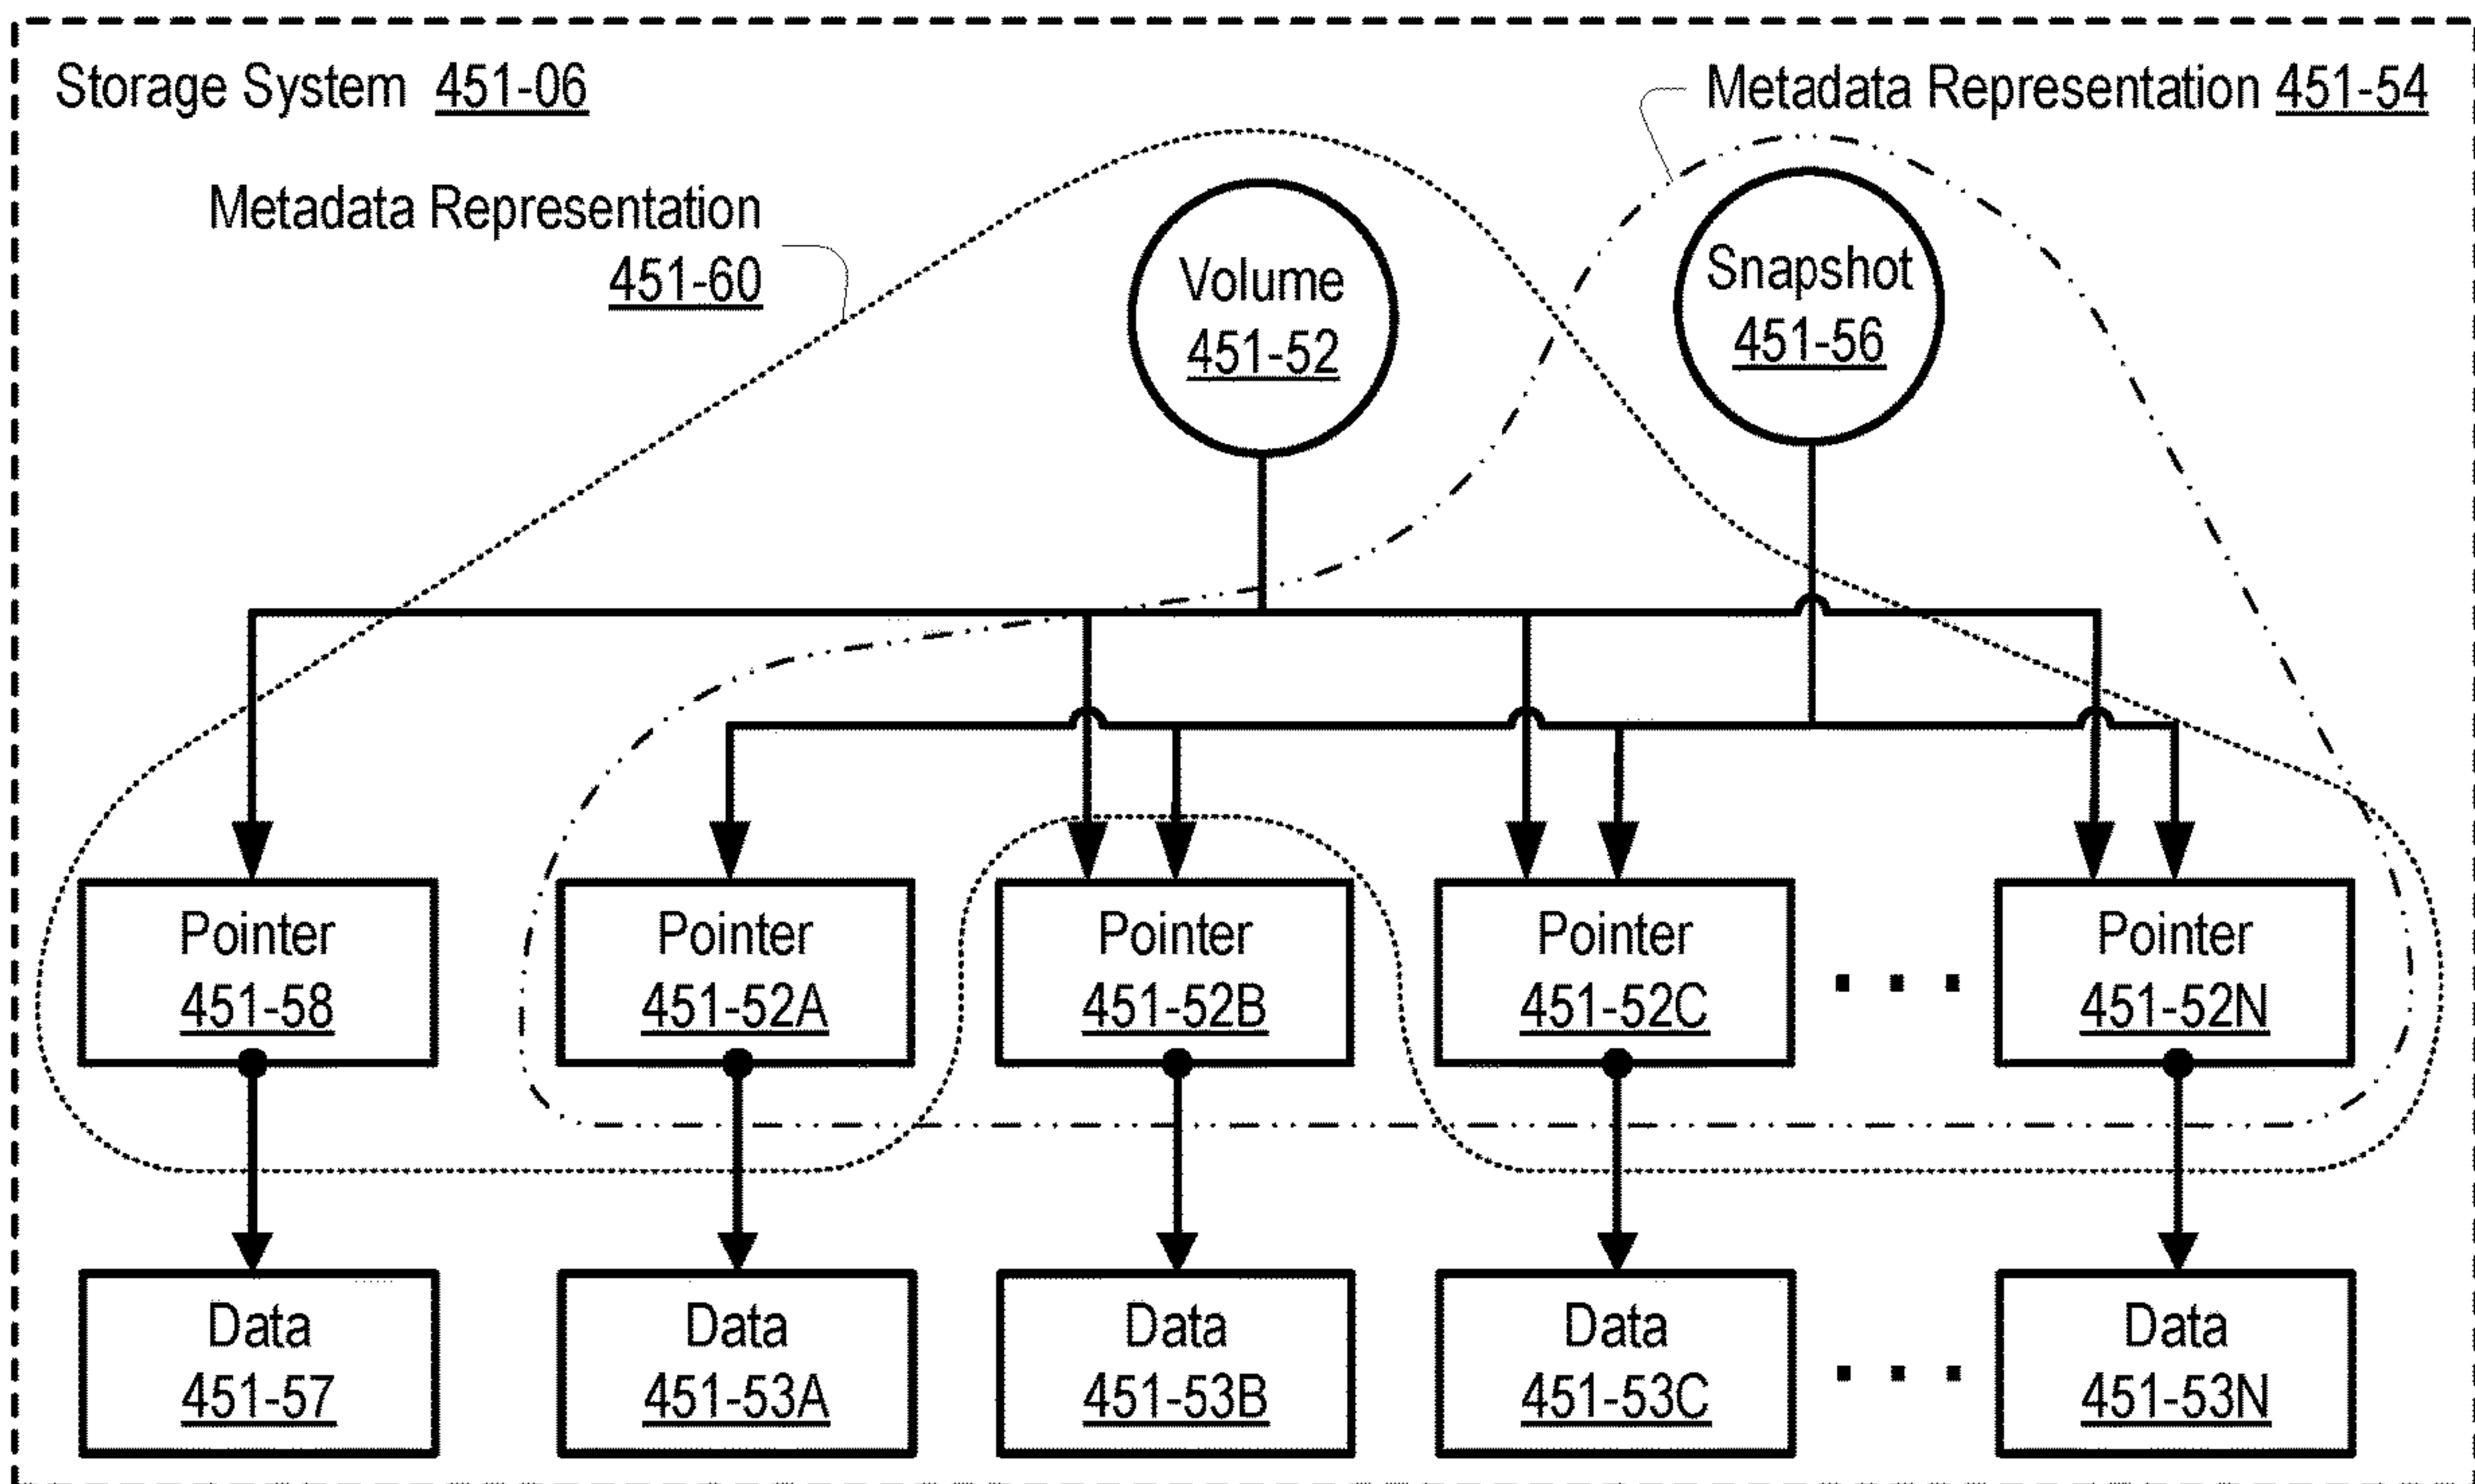 Storage System 451-06
Metadata Representation 451-54
Metadata Representation
451-60
Volume
451-52
Snapshot
451-56
Pointer
451-58
Pointer
451-52A
Pointer
451-52B
Pointer
451-52C
Pointer
451-52N
Data
451-57
Data
451-53A
Data
451-53B
Data
451-53C
Data
451-53N